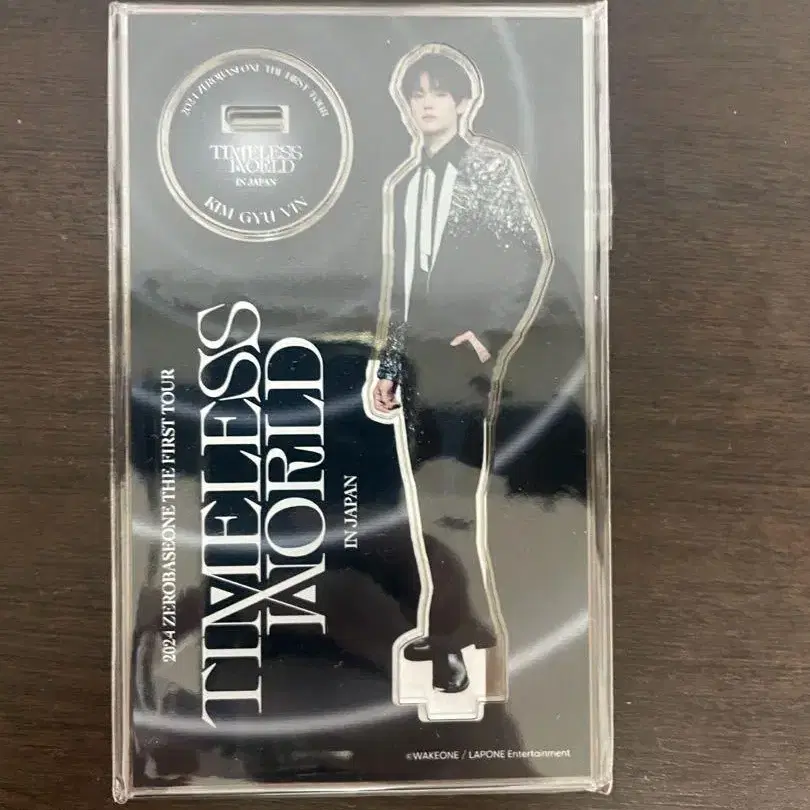 2024 ZEROBASEONE THE FIRST TOUR
TIMELESS
WORLD
IN JAPAN
KIM GYU VIN
2024 ZEROBASEONE THE FIRST TOUR
TIMELESS
WORLD
IN JAPAN
©WAKEONE / LAPONE Entertainment